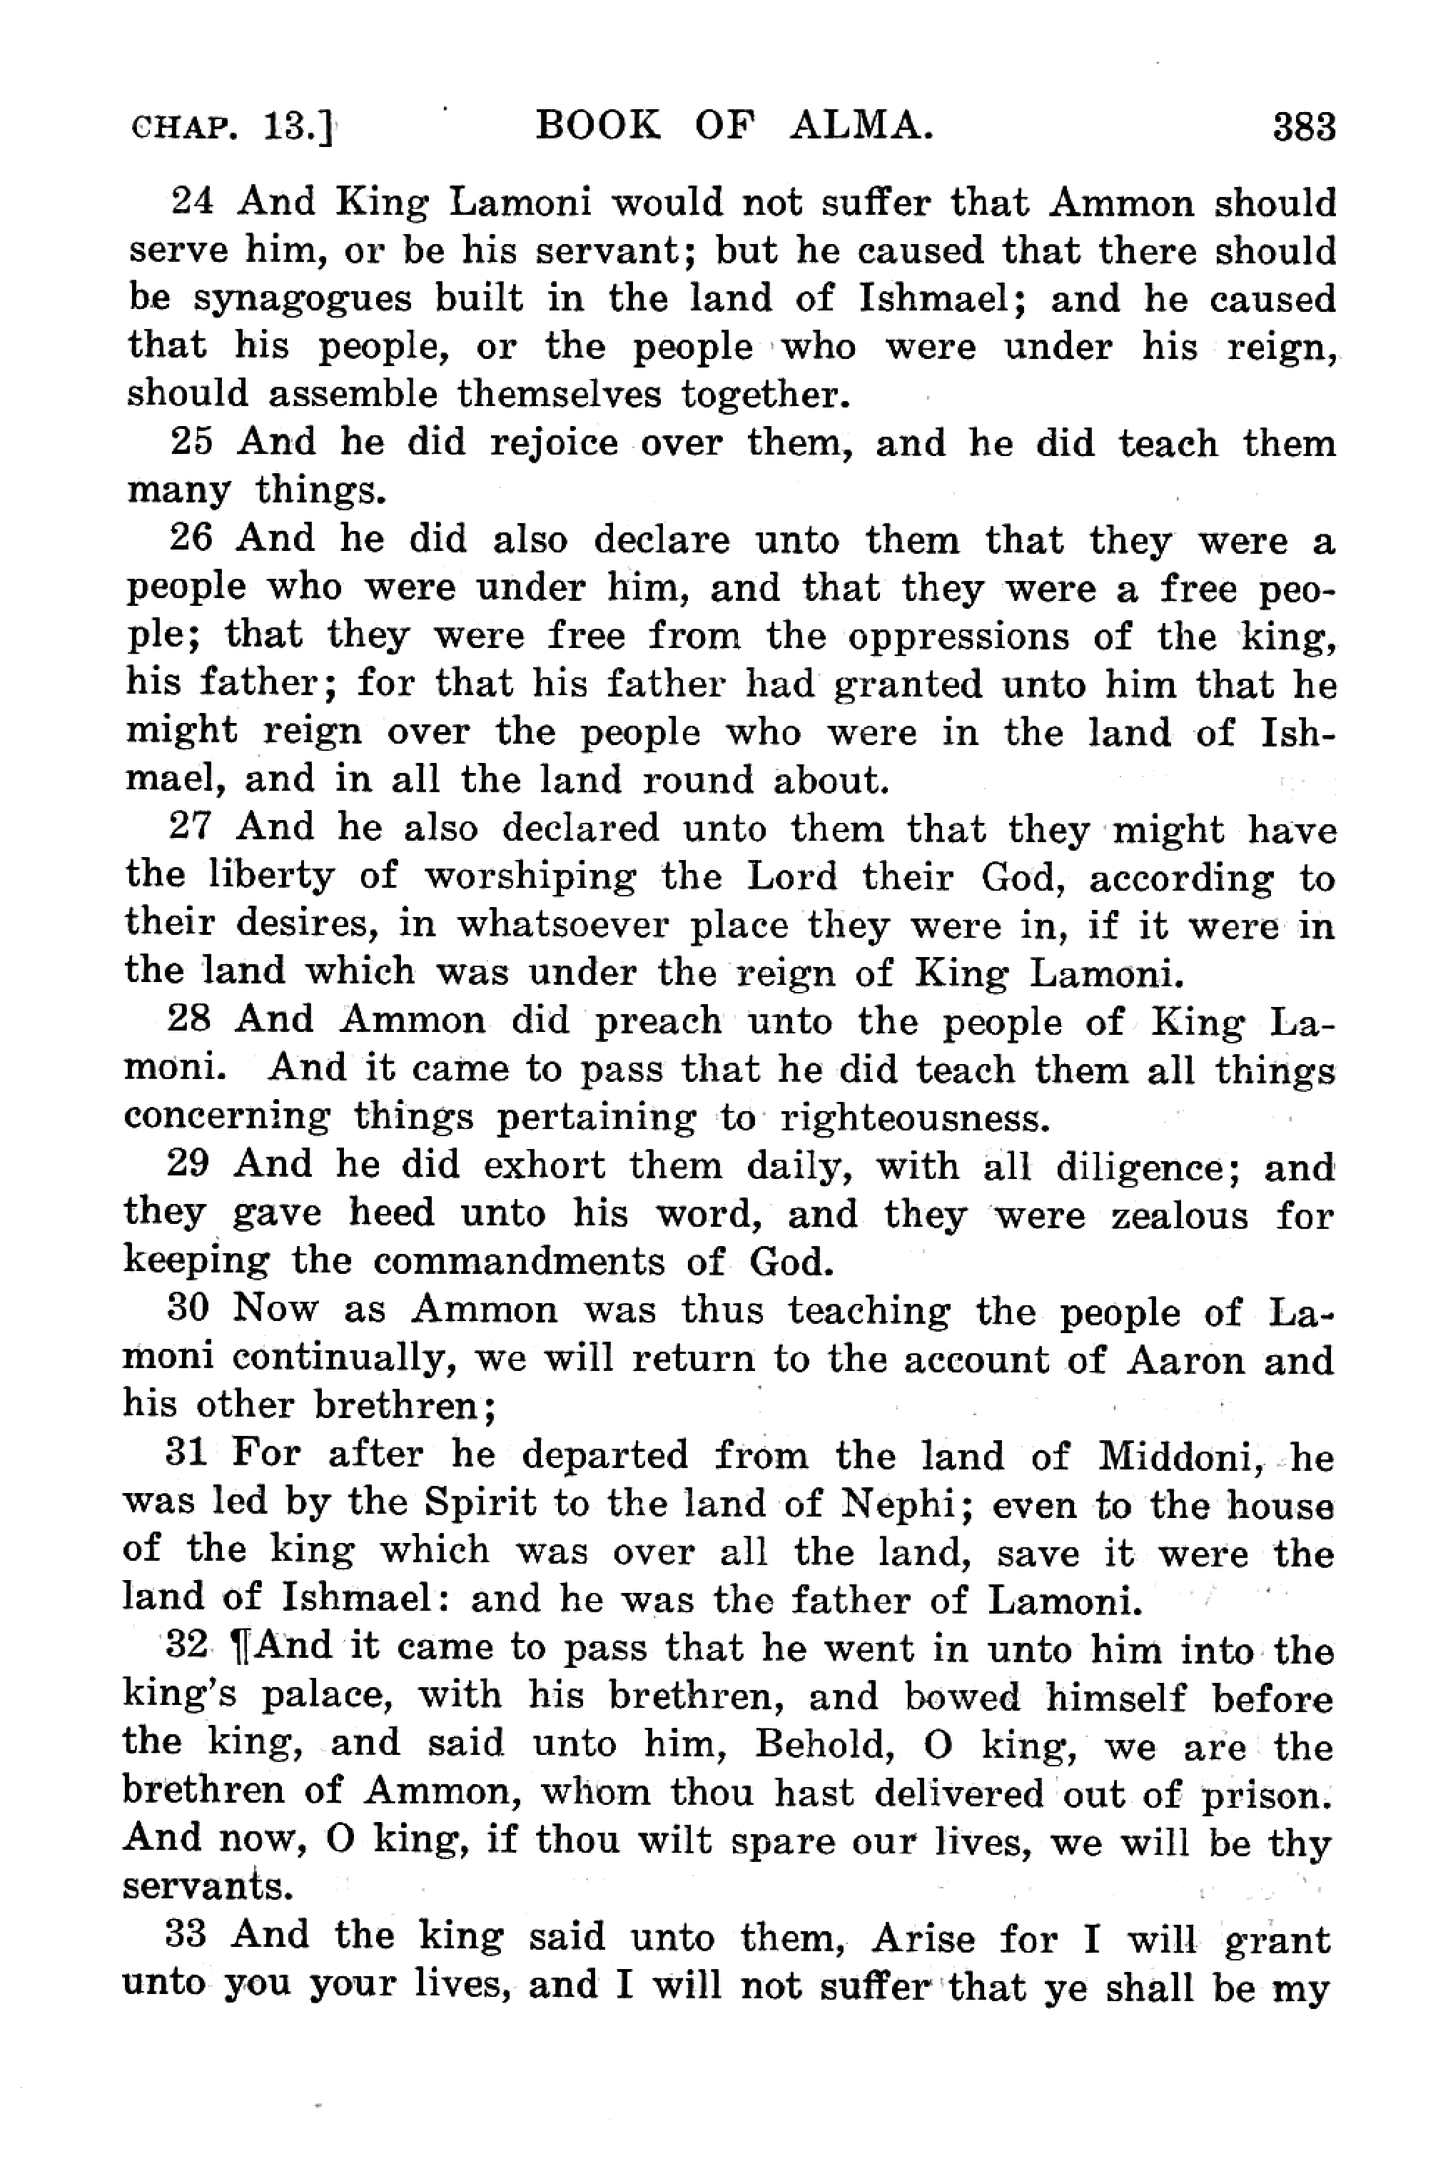 CHAP. 13.] BOOK OF ALMA. 383
24 And King Lamoni would not suffer that Ammon should
serve him, or be his servant; but he caused that there should
be synagogues built in the land of Ishmael; and he caused
that his people, or the people who were under his reign,
should assemble themselves together.
25 And he did rejoice over them, and he did teach them
many things.
26 And he did also declare unto them that they were a
people who were under him, and that they were a free peo-
ple; that they were free from the oppressions of the king,
his father; for that his father had granted unto him that he
might reign over the people who were in the land of Ish-
mael, and in all the land round about.
27 And he also declared unto them that they might have
the liberty of worshiping the Lord their God, according to
their desires, in whatsoever place they were in, if it were in
the land which was under the reign of King Lamoni.
28 And Ammon did preach unto the people of King La-
moni. And it came to pass that he did teach them all things
concerning things pertaining to righteousness.
29 And he did exhort them daily, with all diligence; and
they gave heed unto his word, and they were zealous for
keeping the commandments of God.
30 Now as Ammon was thus teaching the people of La-
moni continually, we will return to the account of Aaron and
his other brethren;
31 For after he departed from the land of Middoni, he
was led by the Spirit to the land of Nephi; even to the house
of the king which was over all the land, save it were the
land of Ishmael: and he was the father of Lamoni.
32 ¶And it came to pass that he went in unto him into the
king's palace, with his brethren, and bowed himself before
the king, and said unto him, Behold, O king, we are the
brethren of Ammon, whom thou hast delivered out of prison.
And now, O king, if thou wilt spare our lives, we will be thy
servants.
33 And the king said unto them, Arise for I will grant
unto you your lives, and I will not suffer that ye shall be my